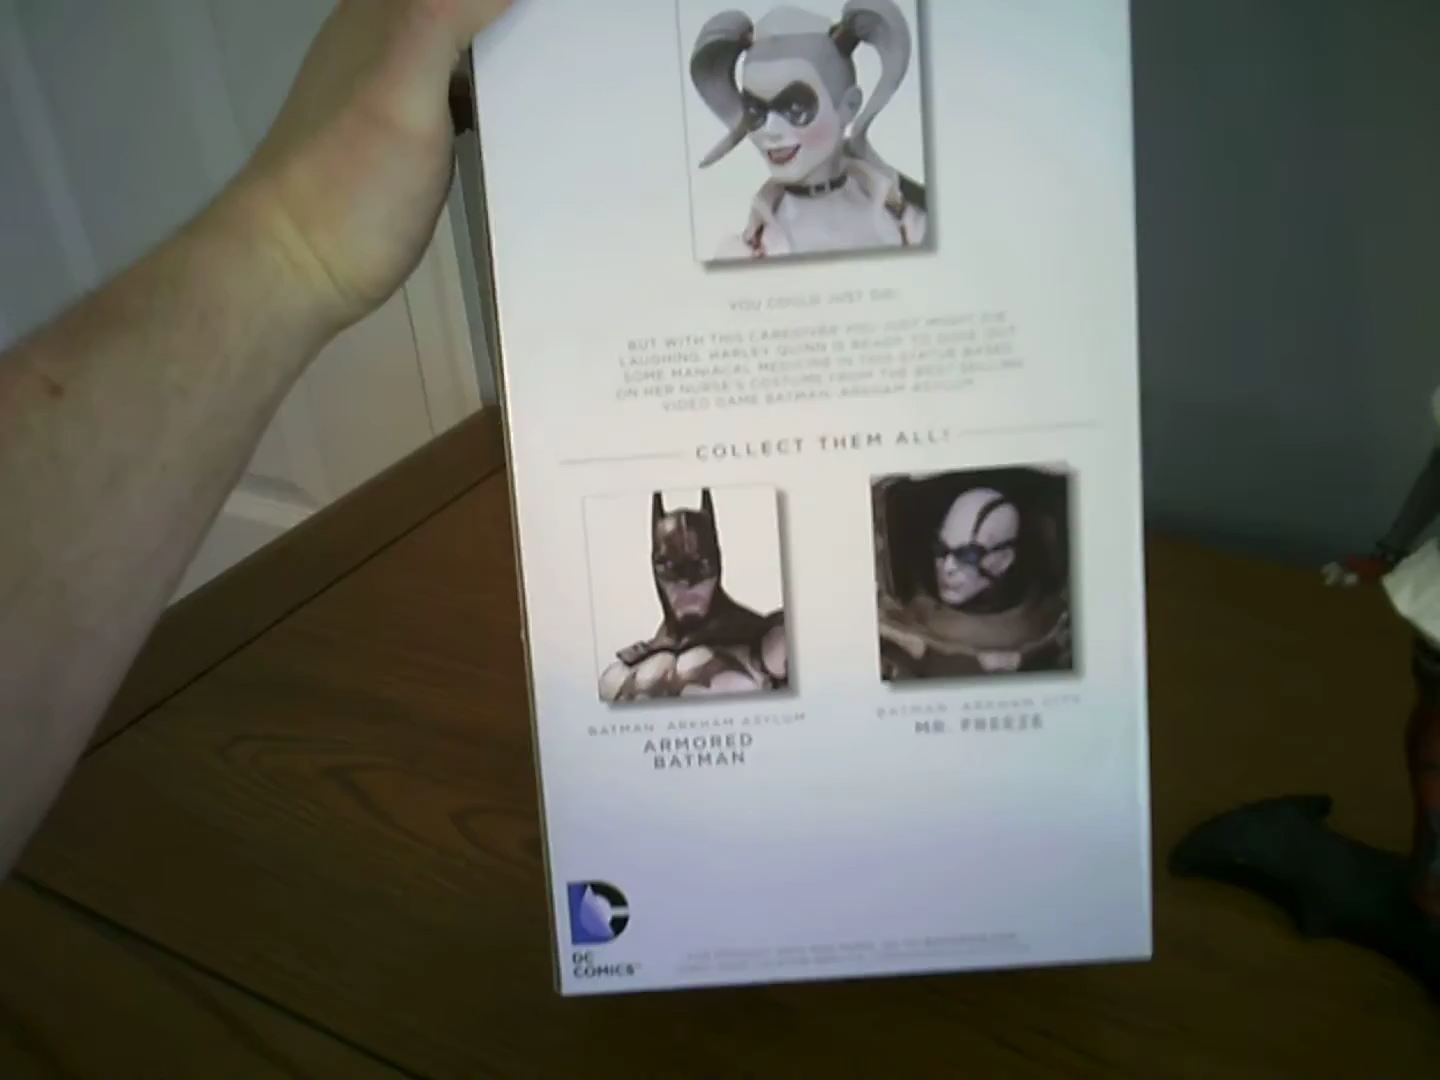 YOU COULD JUST DIE!
BUT WITH THIS CAREGIVER YOU JUST MIGHT DIE
LAUGHING. HARLEY QUINN IS READY TO DOSE OUT
SOME MANIACAL MEDICINE IN THIS STATUE BASED
ON HER NURSE'S COSTUME FROM THE BEST-SELLING
VIDEO GAME BATMAN: ARKHAM ASYLUM
COLLECT THEM ALL!
BATMAN: ARKHAM ASYLUM
ARMORED
BATMAN
BATMAN: ARKHAM CITY
MR. FREEZE
DC
COMICS™